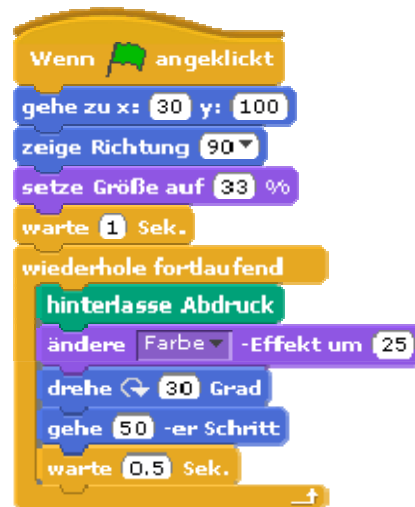 Wenn angeklickt
gehe zu x: 30 y: 100
zeige Richtung 90
setze Größe auf 33 %
warte 1 Sek.
wiederhole fortlaufend
hinterlasse Abdruck
ändere Farbe -Effekt um 25
drehe 30 Grad
gehe 50 -er Schritt
warte 0.5 Sek.